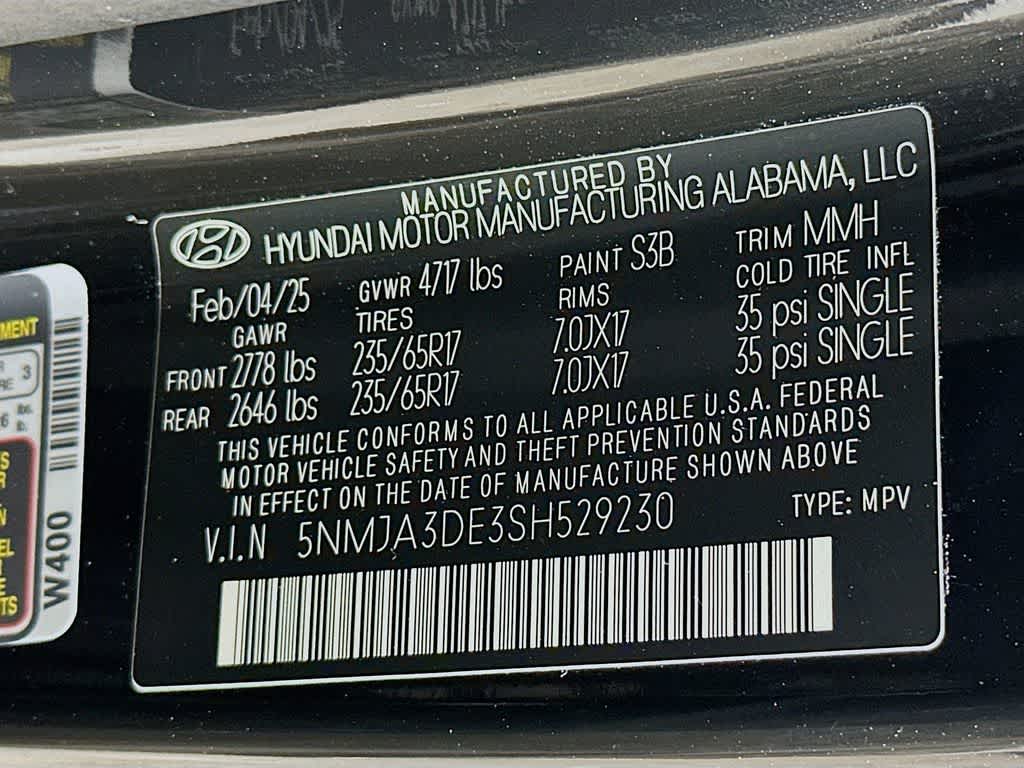 MANUFACTURED BY
HYUNDAI MOTOR MANUFACTURING ALABAMA, LLC
Feb/04/25 GVWR 4717 lbs PAINT S3B TRIM MMH
GAWR TIRES RIMS COLD TIRE INFL
FRONT 2778 lbs 235/65R17 7.0JX17 35 psi SINGLE
REAR 2646 lbs 235/65R17 7.0JX17 35 psi SINGLE
THIS VEHICLE CONFORMS TO ALL APPLICABLE U.S.A. FEDERAL
MOTOR VEHICLE SAFETY AND THEFT PREVENTION STANDARDS
IN EFFECT ON THE DATE OF MANUFACTURE SHOWN ABOVE
V.I.N 5NMJA3DE3SH529230 TYPE: MPV
W400
3